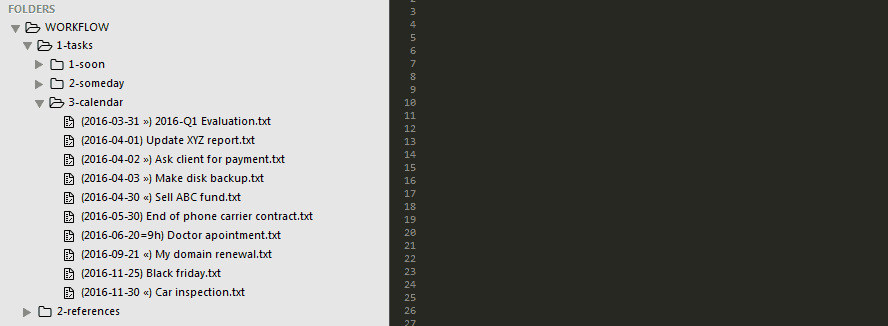 FOLDERS
WORKFLOW
1-tasks
1-soon
2-someday
3-calendar
(2016-03-31 ») 2016-Q1 Evaluation.txt
(2016-04-01) Update XYZ report.txt
(2016-04-02 ») Ask client for payment.txt
(2016-04-03 ») Make disk backup.txt
(2016-04-30 «) Sell ABC fund.txt
(2016-05-30) End of phone carrier contract.txt
(2016-06-20=9h) Doctor apointment.txt
(2016-09-21 «) My domain renewal.txt
(2016-11-25) Black friday.txt
(2016-11-30 «) Car inspection.txt
2-references
2
3
4
5
6
7
8
9
10
11
12
13
14
15
16
17
18
19
20
21
22
23
24
25
26
27